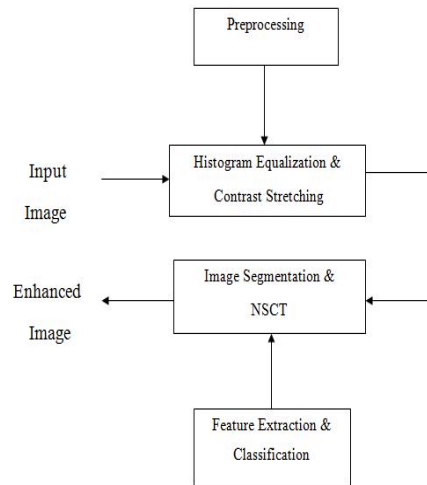 Preprocessing
Input
Image
Histogram Equalization &
Contrast Stretching
Enhanced
Image
Image Segmentation &
NSCT
Feature Extraction &
Classification